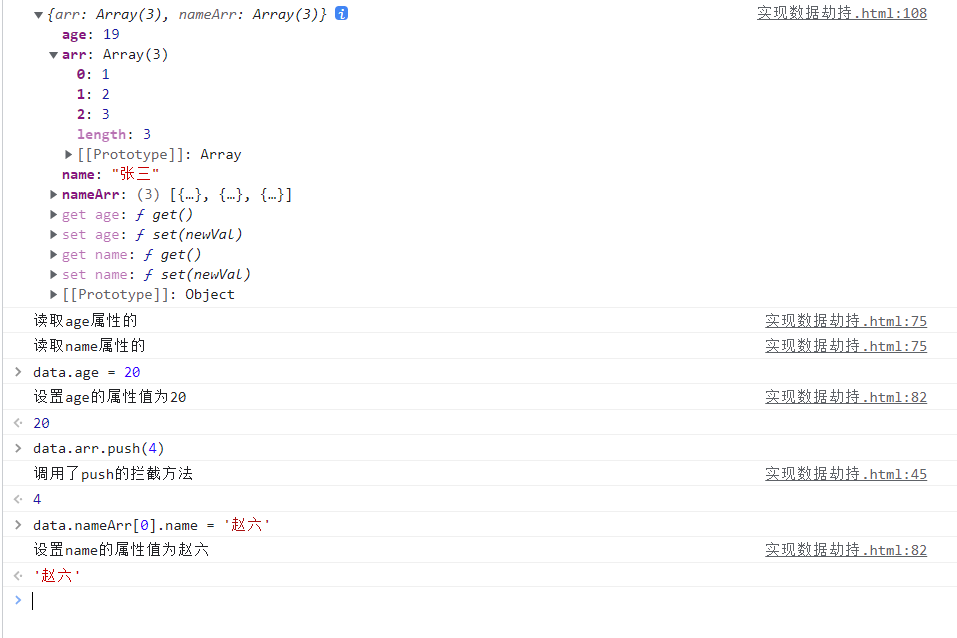 ▼{arr: Array(3), nameArr: Array(3)} i 实现数据劫持.html:108
age: 19
▼arr: Array(3)
0: 1
1: 2
2: 3
length: 3
▶[[Prototype]]: Array
name: "张三"
▶nameArr: (3) [{…}, {…}, {…}]
▶get age: ƒ get()
▶set age: ƒ set(newVal)
▶get name: ƒ get()
▶set name: ƒ set(newVal)
▶[[Prototype]]: Object
读取age属性的 实现数据劫持.html:75
读取name属性的 实现数据劫持.html:75
> data.age = 20
设置age的属性值为20 实现数据劫持.html:82
<· 20
> data.arr.push(4)
调用了push的拦截方法 实现数据劫持.html:45
<· 4
> data.nameArr[0].name = '赵六'
设置name的属性值为赵六 实现数据劫持.html:82
<· '赵六'
>